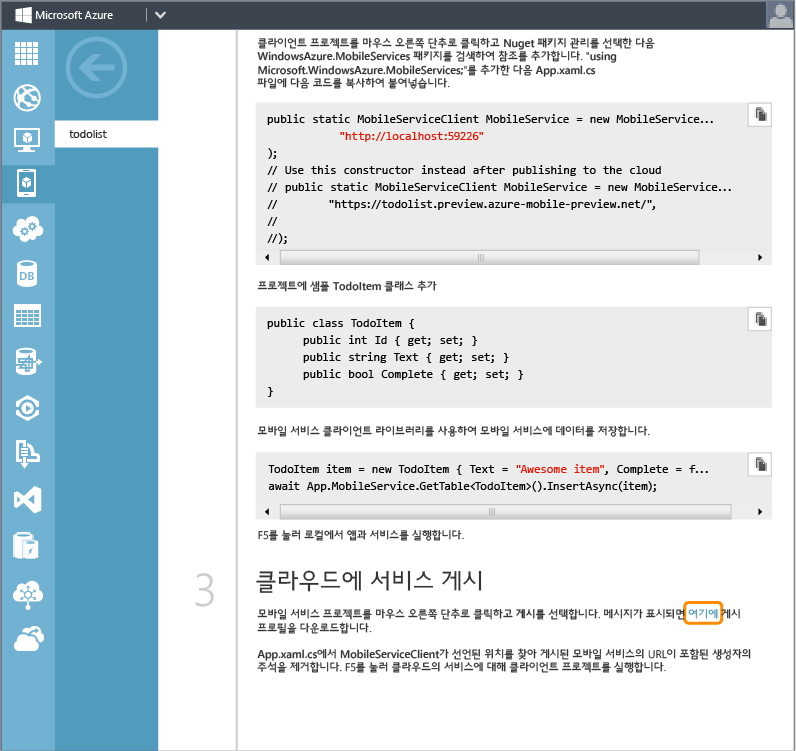 Microsoft Azure
todolist
DB
클라이언트 프로젝트를 마우스 오른쪽 단추로 클릭하고 Nuget 패키지 관리를 선택한 다음
WindowsAzure.MobileServices 패키지를 검색하여 참조를 추가합니다. "using
Microsoft.WindowsAzure.MobileServices;"를 추가한 다음 App.xaml.cs
파일에 다음 코드를 복사하여 붙여넣습니다.
public static MobileServiceClient MobileService = new MobileService...
"http://localhost:59226"
);
// Use this constructor instead after publishing to the cloud
// public static MobileServiceClient MobileService = new MobileService...
// "https://todolist.preview.azure-mobile-preview.net/",
//
//);
프로젝트에 샘플 TodoItem 클래스 추가
public class TodoItem {
public int Id { get; set; }
public string Text { get; set; }
public bool Complete { get; set; }
}
모바일 서비스 클라이언트 라이브러리를 사용하여 모바일 서비스에 데이터를 저장합니다.
TodoItem item = new TodoItem { Text = "Awesome item", Complete = f...
await App.MobileService.GetTable<TodoItem>().InsertAsync(item);
F5를 눌러 로컬에서 앱과 서비스를 실행합니다.
3 클라우드에 서비스 게시
모바일 서비스 프로젝트를 마우스 오른쪽 단추로 클릭하고 게시를 선택합니다. 메시지가 표시되면 여기에 게시
프로필을 다운로드합니다.
App.xaml.cs에서 MobileServiceClient가 선언된 위치를 찾아 게시된 모바일 서비스의 URL이 포함된 생성자의
주석을 제거합니다. F5를 눌러 클라우드의 서비스에 대해 클라이언트 프로젝트를 실행합니다.